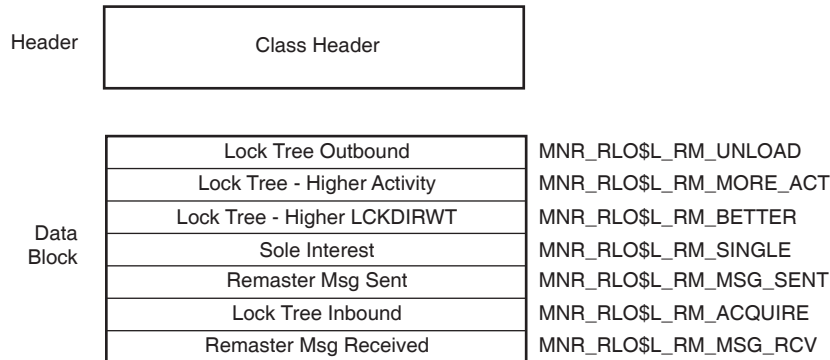 Header
Class Header
Data
Block
Lock Tree Outbound MNR_RLO$L_RM_UNLOAD
Lock Tree - Higher Activity MNR_RLO$L_RM_MORE_ACT
Lock Tree - Higher LCKDIRWT MNR_RLO$L_RM_BETTER
Sole Interest MNR_RLO$L_RM_SINGLE
Remaster Msg Sent MNR_RLO$L_RM_MSG_SENT
Lock Tree Inbound MNR_RLO$L_RM_ACQUIRE
Remaster Msg Received MNR_RLO$L_RM_MSG_RCV